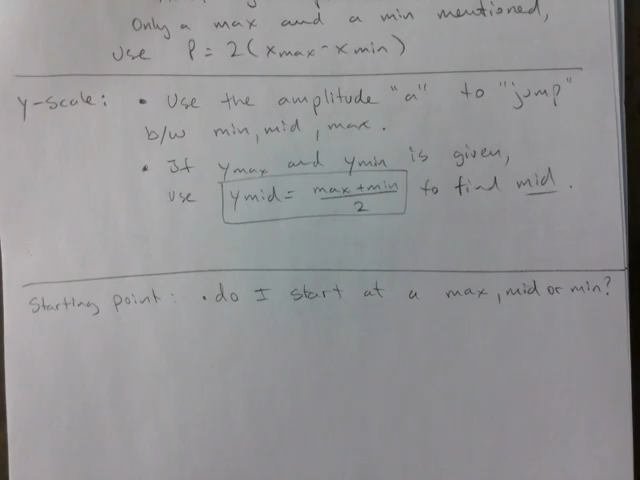 Only a max and a min mentioned,
use P = 2(xmax - xmin)
y-scale: • Use the amplitude "a" to "jump"
b/w min, mid, max.
• If ymax and ymin is given,
use ymid = max+min/2 to find mid.
Starting point: • do I start at a max, mid or min?